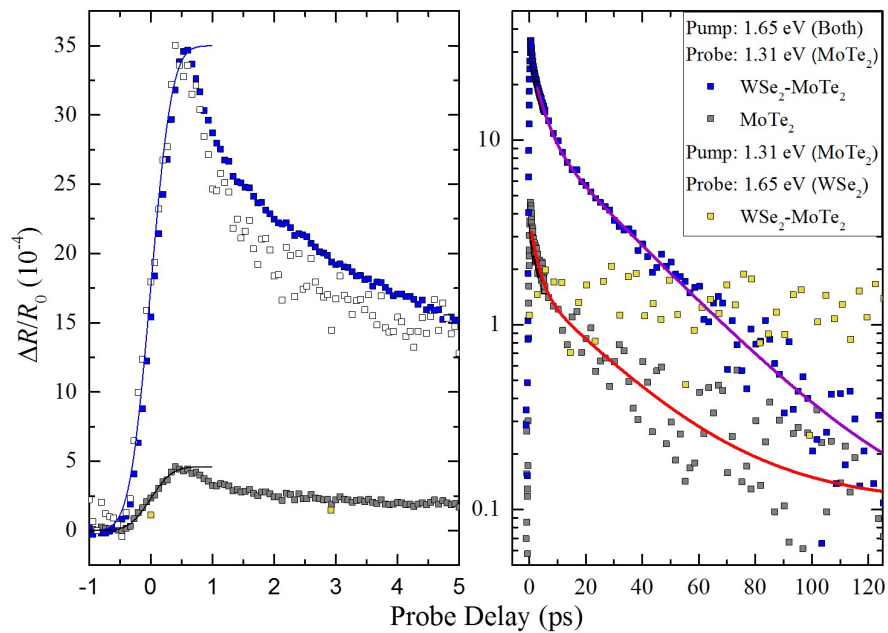 35
30
25
20
15
10
5
0
-1
0
1
2
3
4
5
ΔR/R₀ (10⁻⁴)
10
1
0.1
0
20
40
60
80
100
120
Pump: 1.65 eV (Both)
Probe: 1.31 eV (MoTe₂)
WSe₂-MoTe₂
MoTe₂
Pump: 1.31 eV (MoTe₂)
Probe: 1.65 eV (WSe₂)
WSe₂-MoTe₂
Probe Delay (ps)